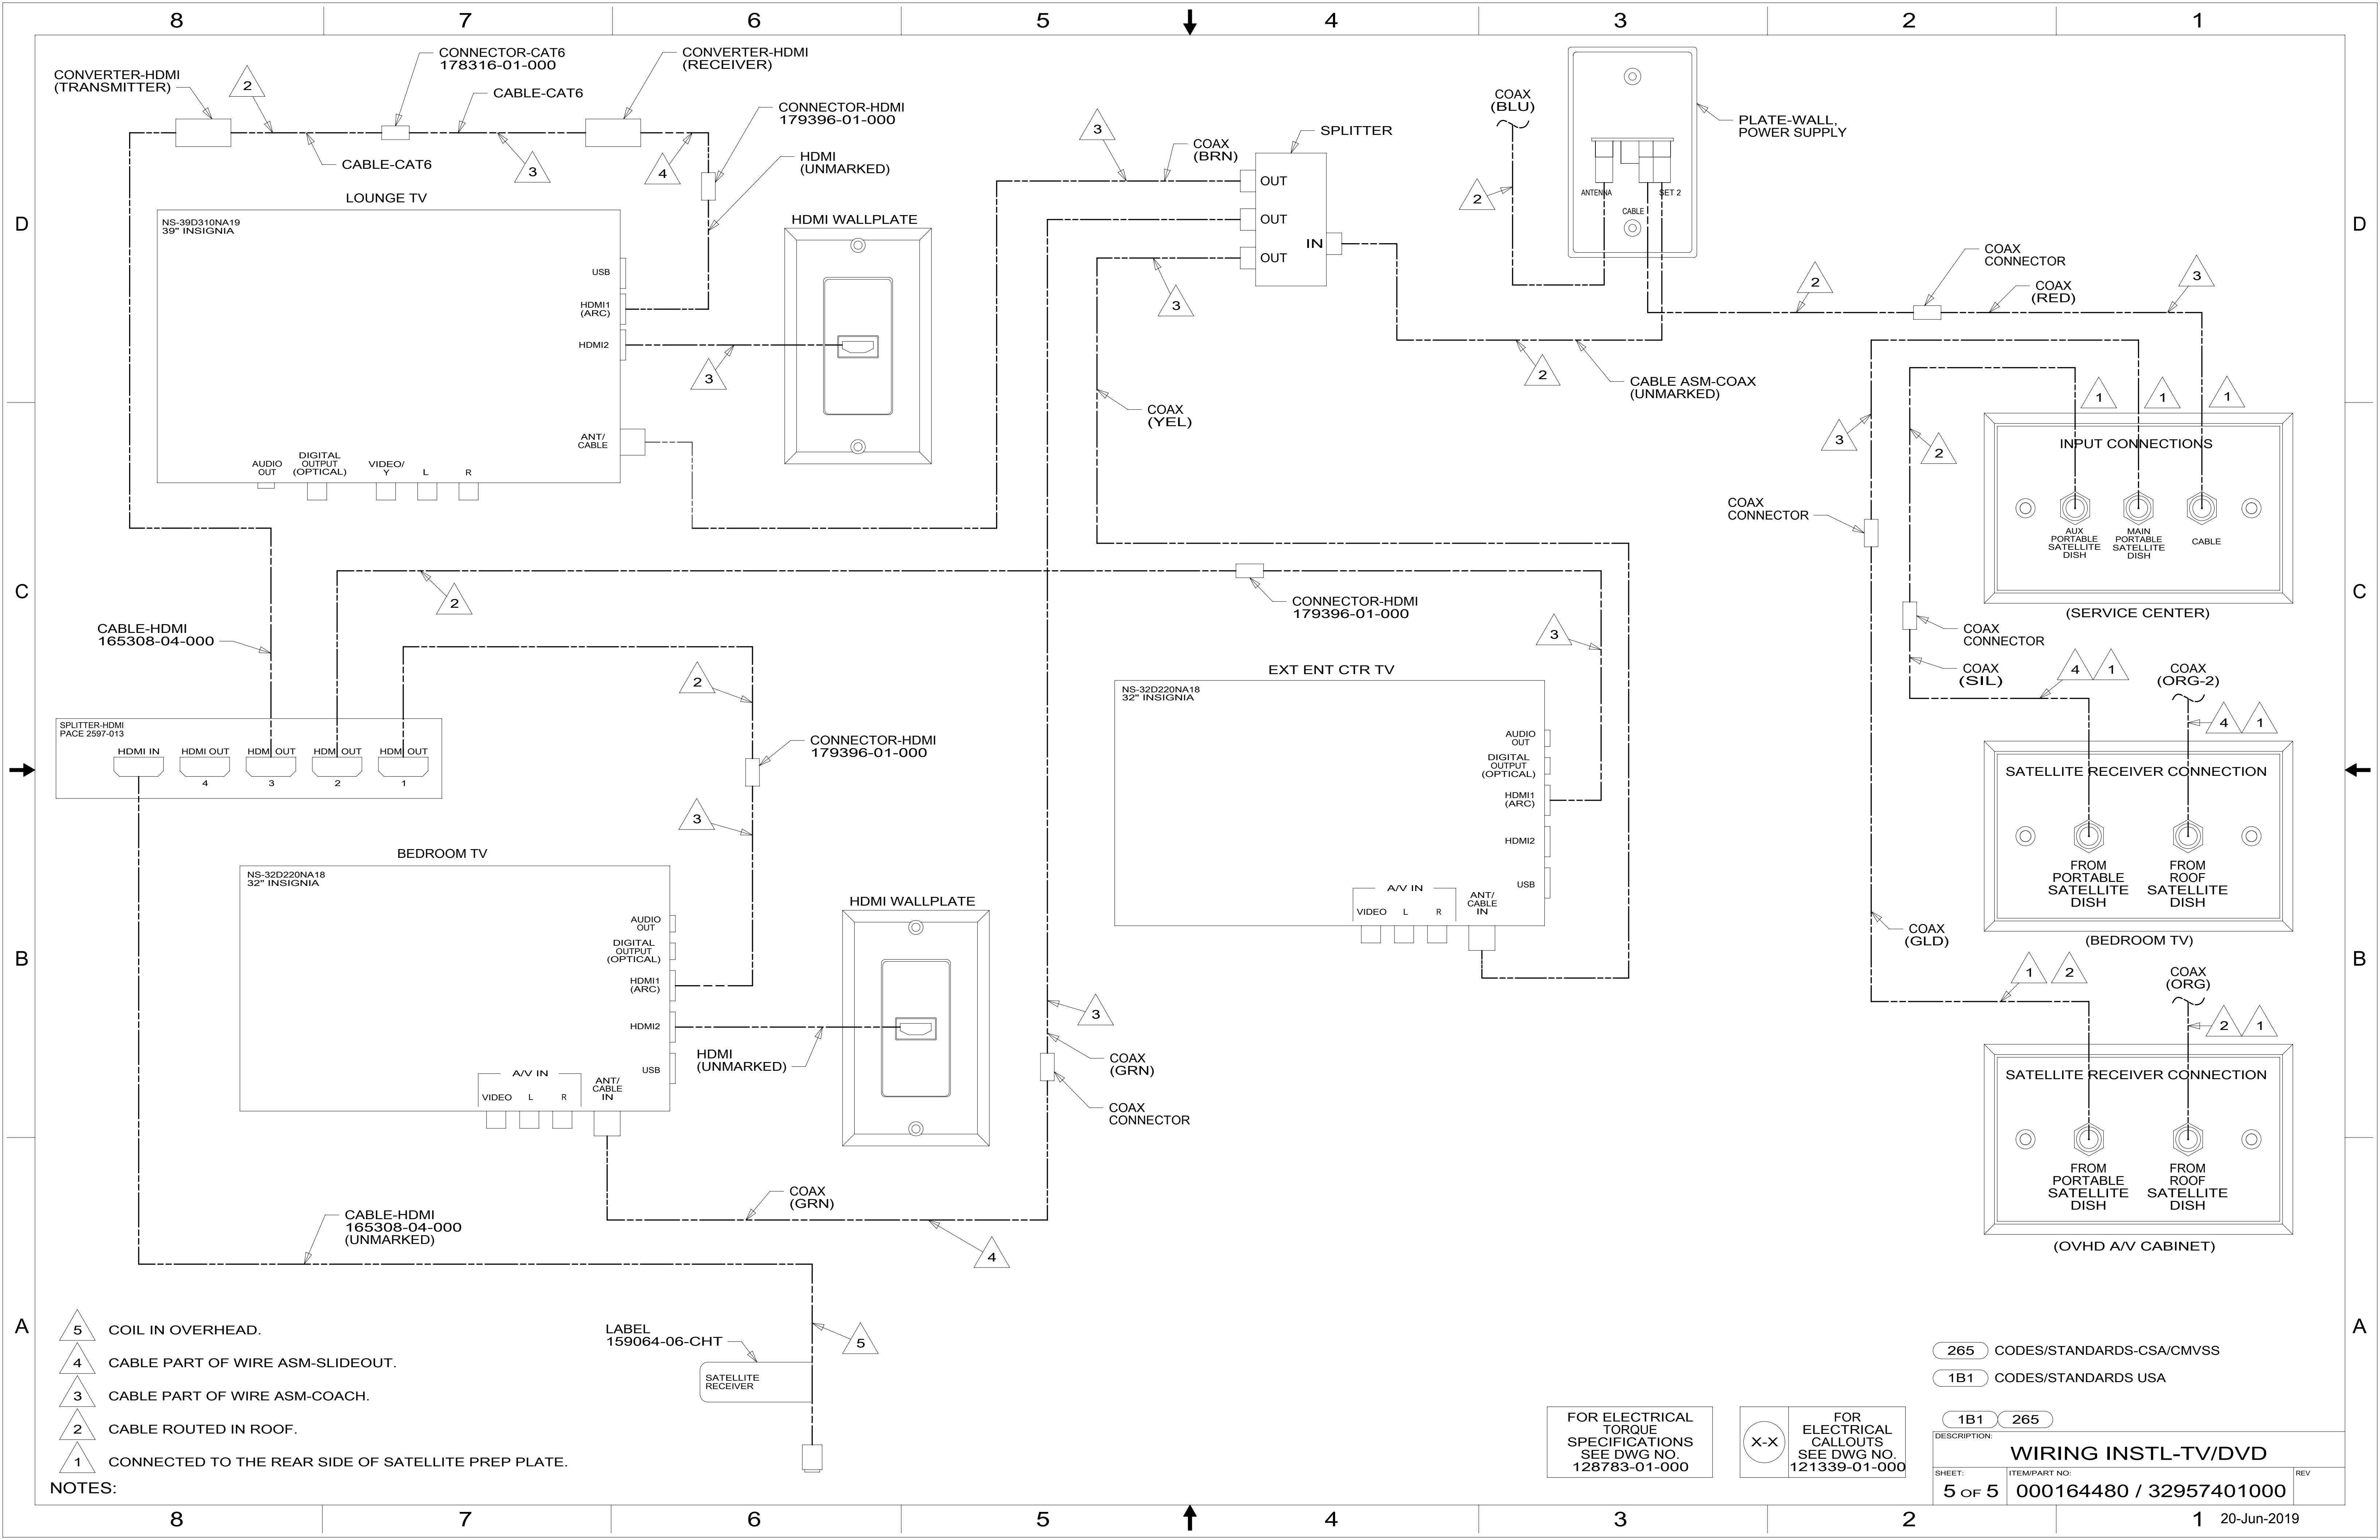 8 7 6 5 4 3 2 1
D
C
B
A
D
C
B
A
CONVERTER-HDMI
(TRANSMITTER)
2
CONNECTOR-CAT6
178316-01-000
CABLE-CAT6
CABLE-CAT6
3
CONVERTER-HDMI
(RECEIVER)
4
CONNECTOR-HDMI
179396-01-000
HDMI
(UNMARKED)
LOUNGE TV
NS-39D310NA19
39" INSIGNIA
USB
HDMI1
(ARC)
HDMI2
ANT/
CABLE
AUDIO
OUT
DIGITAL
OUTPUT
(OPTICAL)
VIDEO/
Y
L
R
HDMI WALLPLATE
3
3
COAX
(BRN)
SPLITTER
OUT
OUT
OUT
IN
3
COAX
(YEL)
COAX
(BLU)
2
PLATE-WALL,
POWER SUPPLY
ANTENNA
SET 2
CABLE
2
CABLE ASM-COAX
(UNMARKED)
2
COAX
CONNECTOR
COAX
(RED)
3
1
1
1
3
2
INPUT CONNECTIONS
AUX
PORTABLE
SATELLITE
DISH
MAIN
PORTABLE
SATELLITE
DISH
CABLE
(SERVICE CENTER)
COAX
CONNECTOR
COAX
CONNECTOR
COAX
(SIL)
4
1
COAX
(ORG-2)
4
1
SATELLITE RECEIVER CONNECTION
FROM
PORTABLE
SATELLITE
DISH
FROM
ROOF
SATELLITE
DISH
(BEDROOM TV)
COAX
(GLD)
1
2
COAX
(ORG)
2
1
SATELLITE RECEIVER CONNECTION
FROM
PORTABLE
SATELLITE
DISH
FROM
ROOF
SATELLITE
DISH
(OVHD A/V CABINET)
2
CONNECTOR-HDMI
179396-01-000
3
CABLE-HDMI
165308-04-000
SPLITTER-HDMI
PACE 2597-013
HDMI IN
HDMI OUT
4
HDMI OUT
3
HDMI OUT
2
HDMI OUT
1
2
CONNECTOR-HDMI
179396-01-000
3
EXT ENT CTR TV
NS-32D220NA18
32" INSIGNIA
AUDIO
OUT
DIGITAL
OUTPUT
(OPTICAL)
HDMI1
(ARC)
HDMI2
USB
A/V IN
VIDEO
L
R
ANT/
CABLE
IN
BEDROOM TV
NS-32D220NA18
32" INSIGNIA
AUDIO
OUT
DIGITAL
OUTPUT
(OPTICAL)
HDMI1
(ARC)
HDMI2
USB
A/V IN
VIDEO
L
R
ANT/
CABLE
IN
HDMI WALLPLATE
HDMI
(UNMARKED)
3
COAX
(GRN)
COAX
CONNECTOR
COAX
(GRN)
4
CABLE-HDMI
165308-04-000
(UNMARKED)
LABEL
159064-06-CHT
SATELLITE
RECEIVER
5
5 COIL IN OVERHEAD.
4 CABLE PART OF WIRE ASM-SLIDEOUT.
3 CABLE PART OF WIRE ASM-COACH.
2 CABLE ROUTED IN ROOF.
1 CONNECTED TO THE REAR SIDE OF SATELLITE PREP PLATE.
NOTES:
FOR ELECTRICAL
TORQUE
SPECIFICATIONS
SEE DWG NO.
128783-01-000
X-X
FOR
ELECTRICAL
CALLOUTS
SEE DWG NO.
121339-01-000
265 CODES/STANDARDS-CSA/CMVSS
1B1 CODES/STANDARDS USA
1B1 265
DESCRIPTION:
WIRING INSTL-TV/DVD
SHEET:
5 OF 5
ITEM/PART NO:
000164480 / 32957401000
REV
8 7 6 5 4 3 2 1
20-Jun-2019